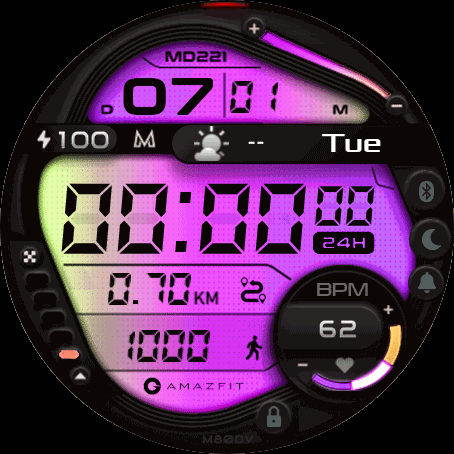 MD221
D 07 01 M
100 -- Tue
00:00 00
24H
0.70 KM
BPM
62
1000
AMAZFIT
M80DV